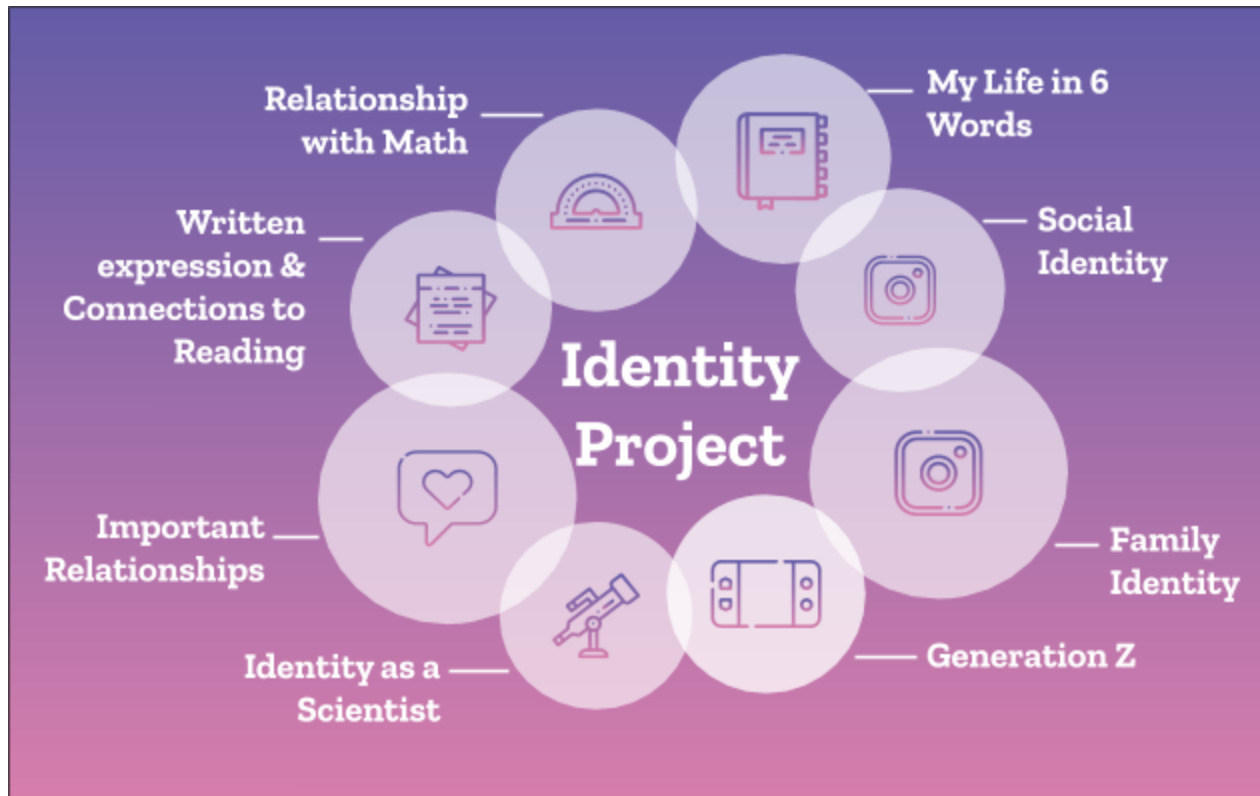 Relationship
with Math
My Life in 6
Words
Written
expression &
Connections to
Reading
Social
Identity
Identity
Project
Important
Relationships
Family
Identity
Identity as a
Scientist
Generation Z